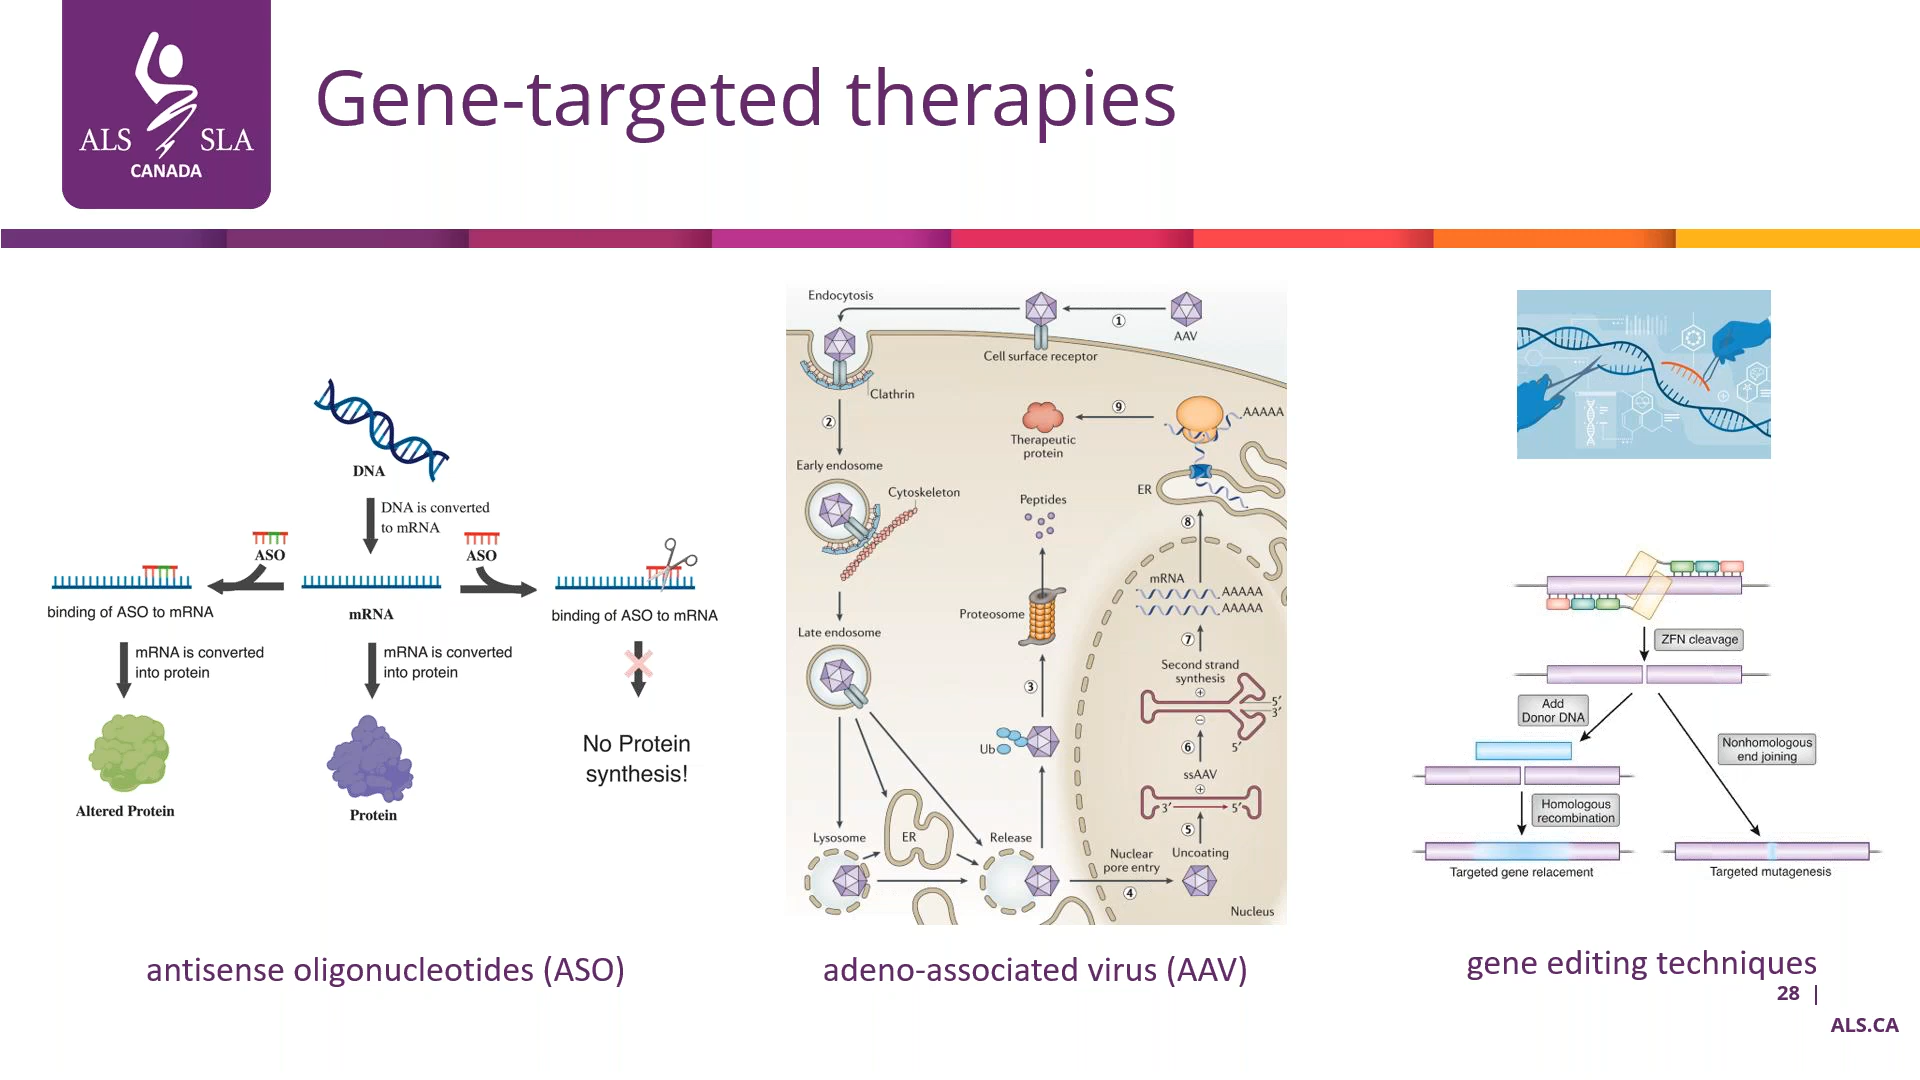 ALS SLA
CANADA
Gene-targeted therapies
DNA
DNA is converted
to mRNA
ASO
ASO
binding of ASO to mRNA
mRNA
binding of ASO to mRNA
mRNA is converted
into protein
mRNA is converted
into protein
Altered Protein
Protein
No Protein
synthesis!
antisense oligonucleotides (ASO)
Endocytosis
1
AAV
Cell surface receptor
Clathrin
2
Early endosome
Cytoskeleton
Late endosome
Lysosome
ER
Release
Ub
3
Proteosome
Peptides
Therapeutic
protein
9
AAAAA
ER
8
mRNA
AAAAA
AAAAA
7
Second strand
synthesis
+
5′
3′
−
5′
6
ssAAV
+
3′
5′
5
Nuclear
pore entry
4
Uncoating
Nucleus
adeno-associated virus (AAV)
ZFN cleavage
Add
Donor DNA
Nonhomologous
end joining
Homologous
recombination
Targeted gene relacement
Targeted mutagenesis
gene editing techniques
28 |
ALS.CA